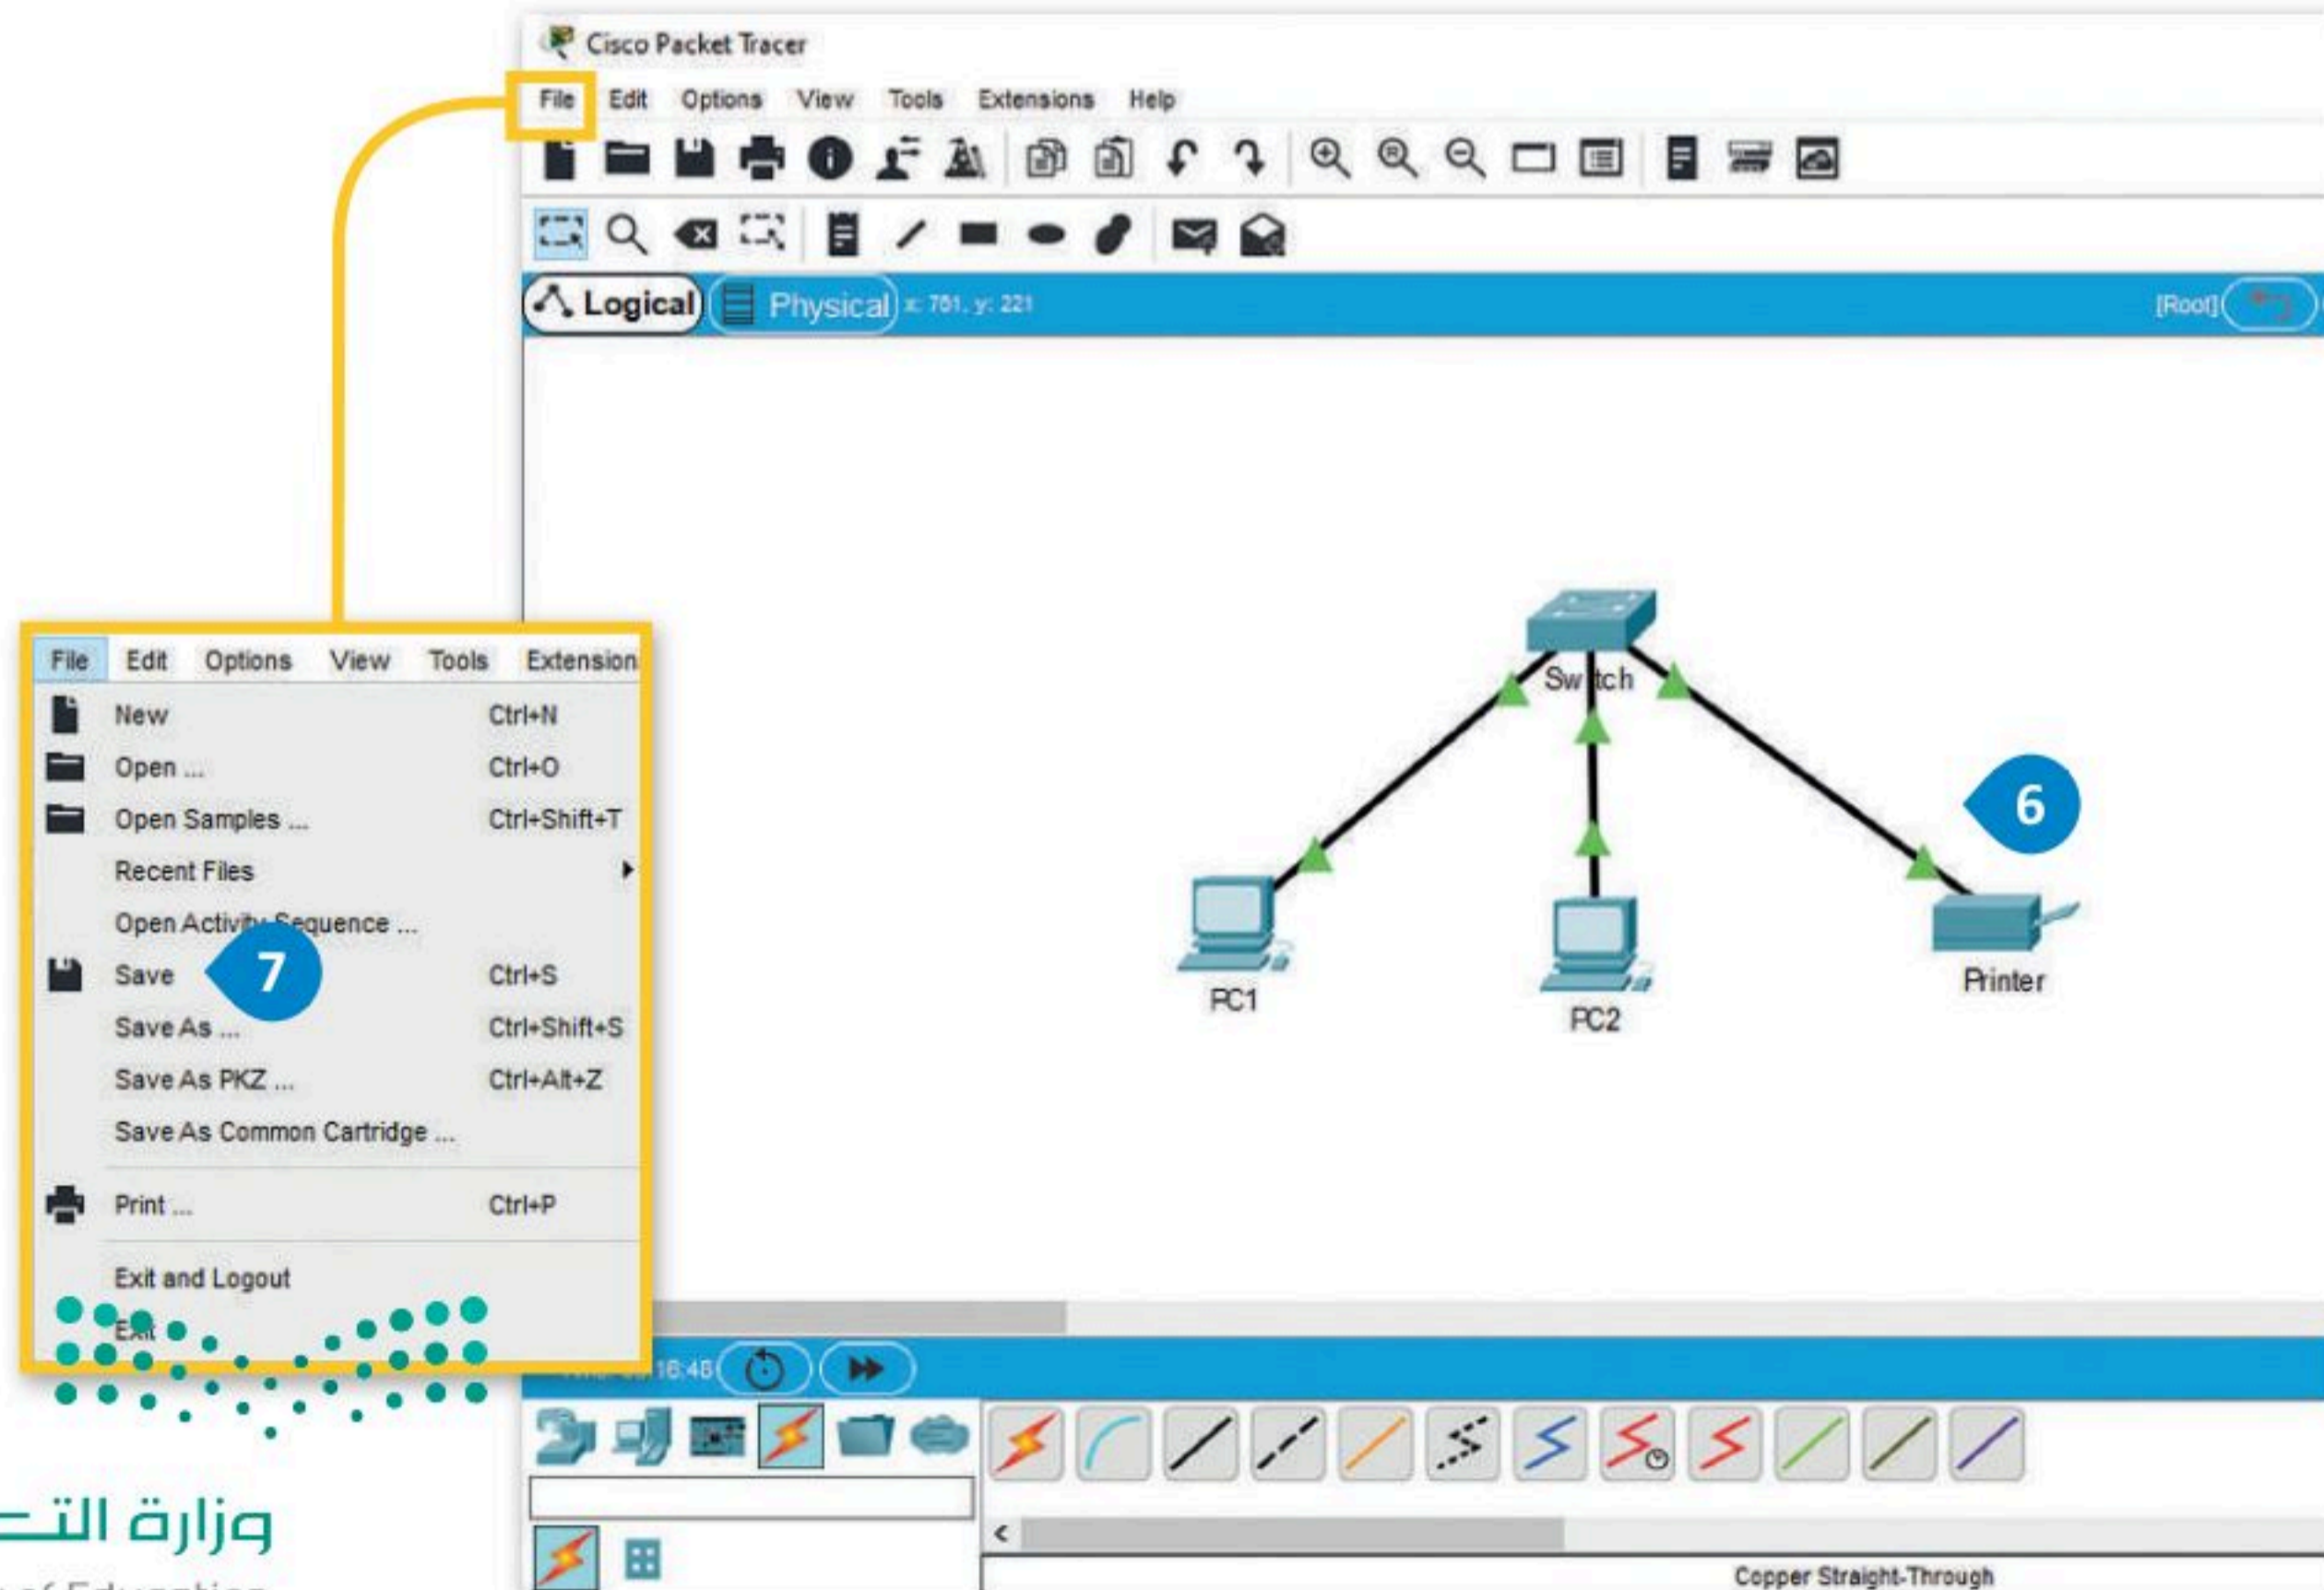 Cisco Packet Tracer
File Edit Options View Tools Extensions Help
Logical Physical x: 761, y: 221 [Root]
Switch
6
PC1
PC2
Printer
File Edit Options View Tools Extension
New Ctrl+N
Open ... Ctrl+O
Open Samples ... Ctrl+Shift+T
Recent Files
Open Activity Sequence ...
Save 7 Ctrl+S
Save As ... Ctrl+Shift+S
Save As PKZ ... Ctrl+Alt+Z
Save As Common Cartridge ...
Print ... Ctrl+P
Exit and Logout
Exit
16:48
وزارة التـ
of Education
Copper Straight-Through